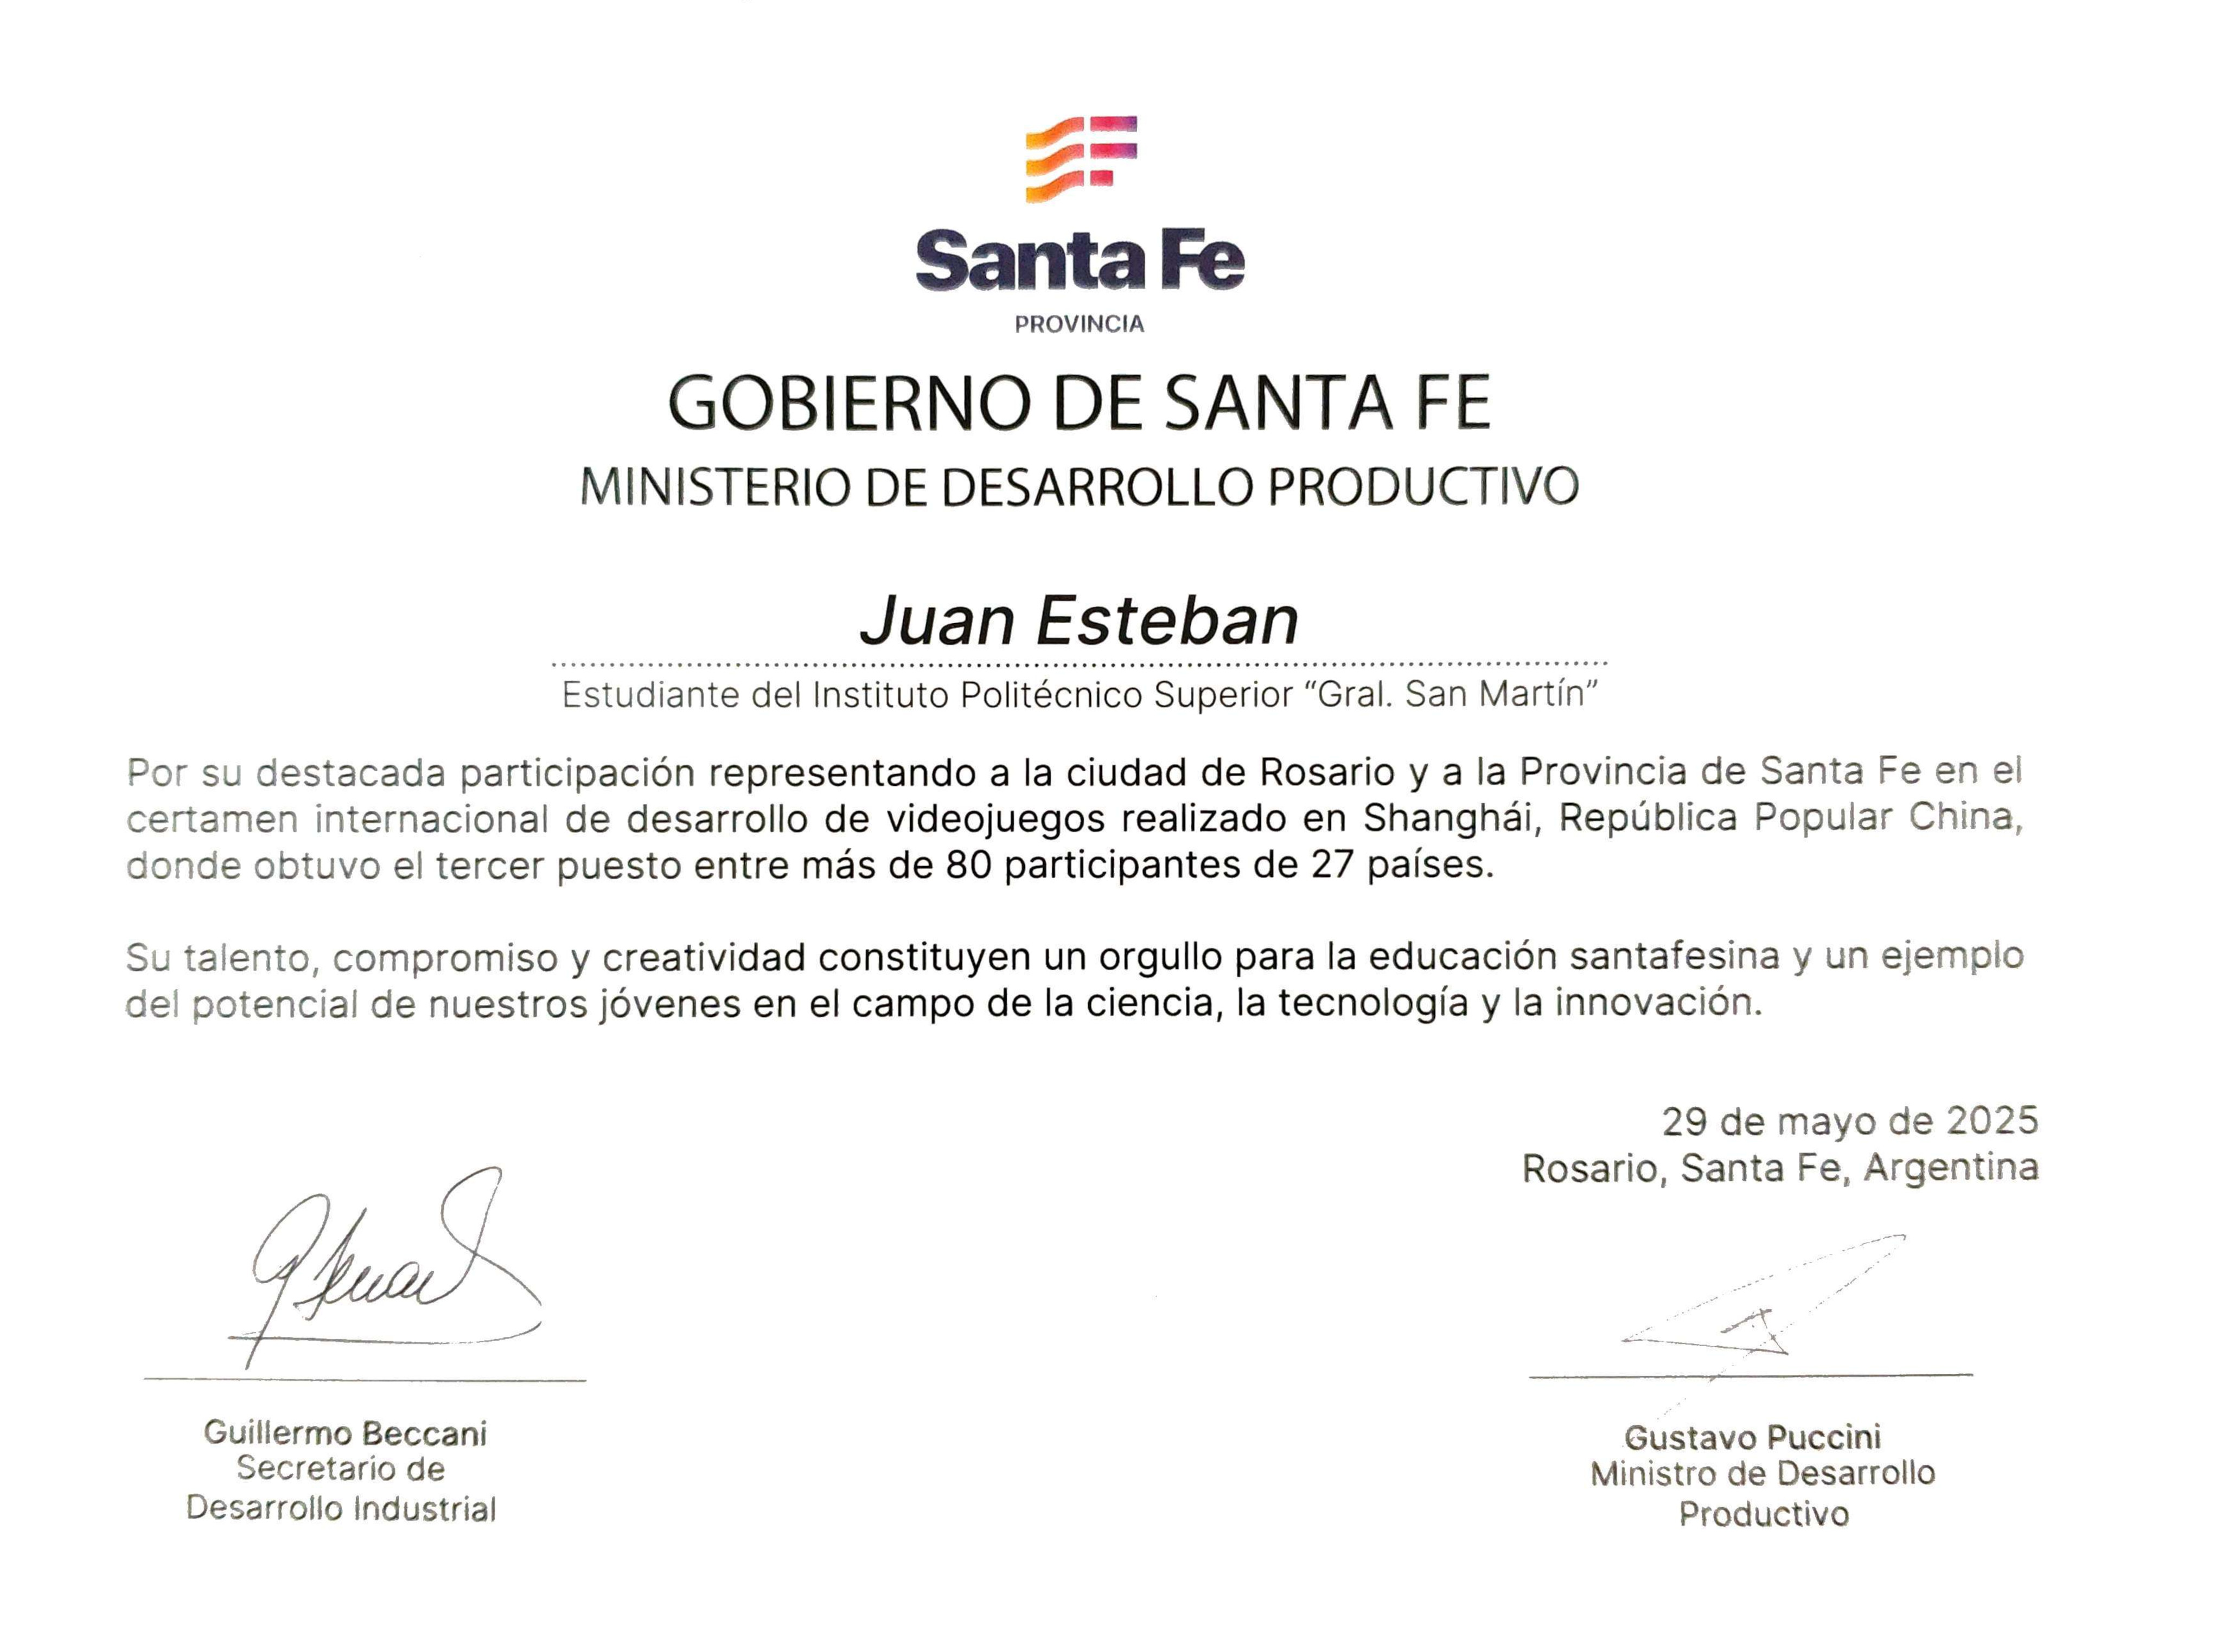 Santa Fe
PROVINCIA
GOBIERNO DE SANTA FE
MINISTERIO DE DESARROLLO PRODUCTIVO
Juan Esteban
Estudiante del Instituto Politécnico Superior “Gral. San Martín”
Por su destacada participación representando a la ciudad de Rosario y a la Provincia de Santa Fe en el
certamen internacional de desarrollo de videojuegos realizado en Shanghái, República Popular China,
donde obtuvo el tercer puesto entre más de 80 participantes de 27 países.
Su talento, compromiso y creatividad constituyen un orgullo para la educación santafesina y un ejemplo
del potencial de nuestros jóvenes en el campo de la ciencia, la tecnología y la innovación.
29 de mayo de 2025
Rosario, Santa Fe, Argentina
Guillermo Beccani
Secretario de
Desarrollo Industrial
Gustavo Puccini
Ministro de Desarrollo
Productivo